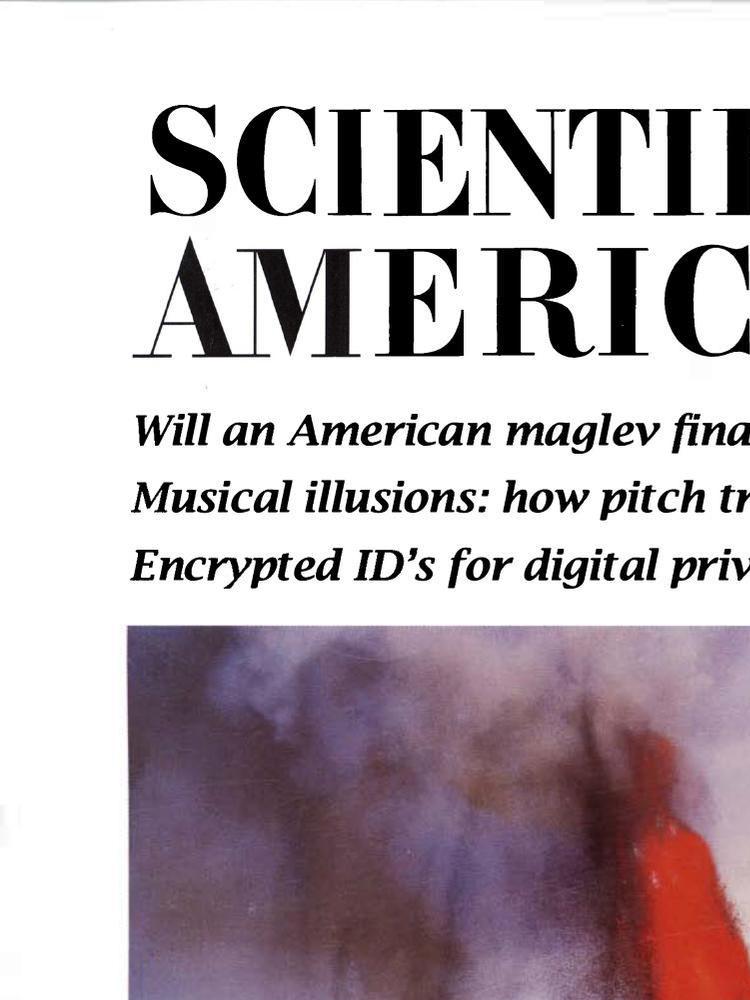 SCIENTI
AMERIC
Will an American maglev fina
Musical illusions: how pitch tr
Encrypted ID's for digital priv